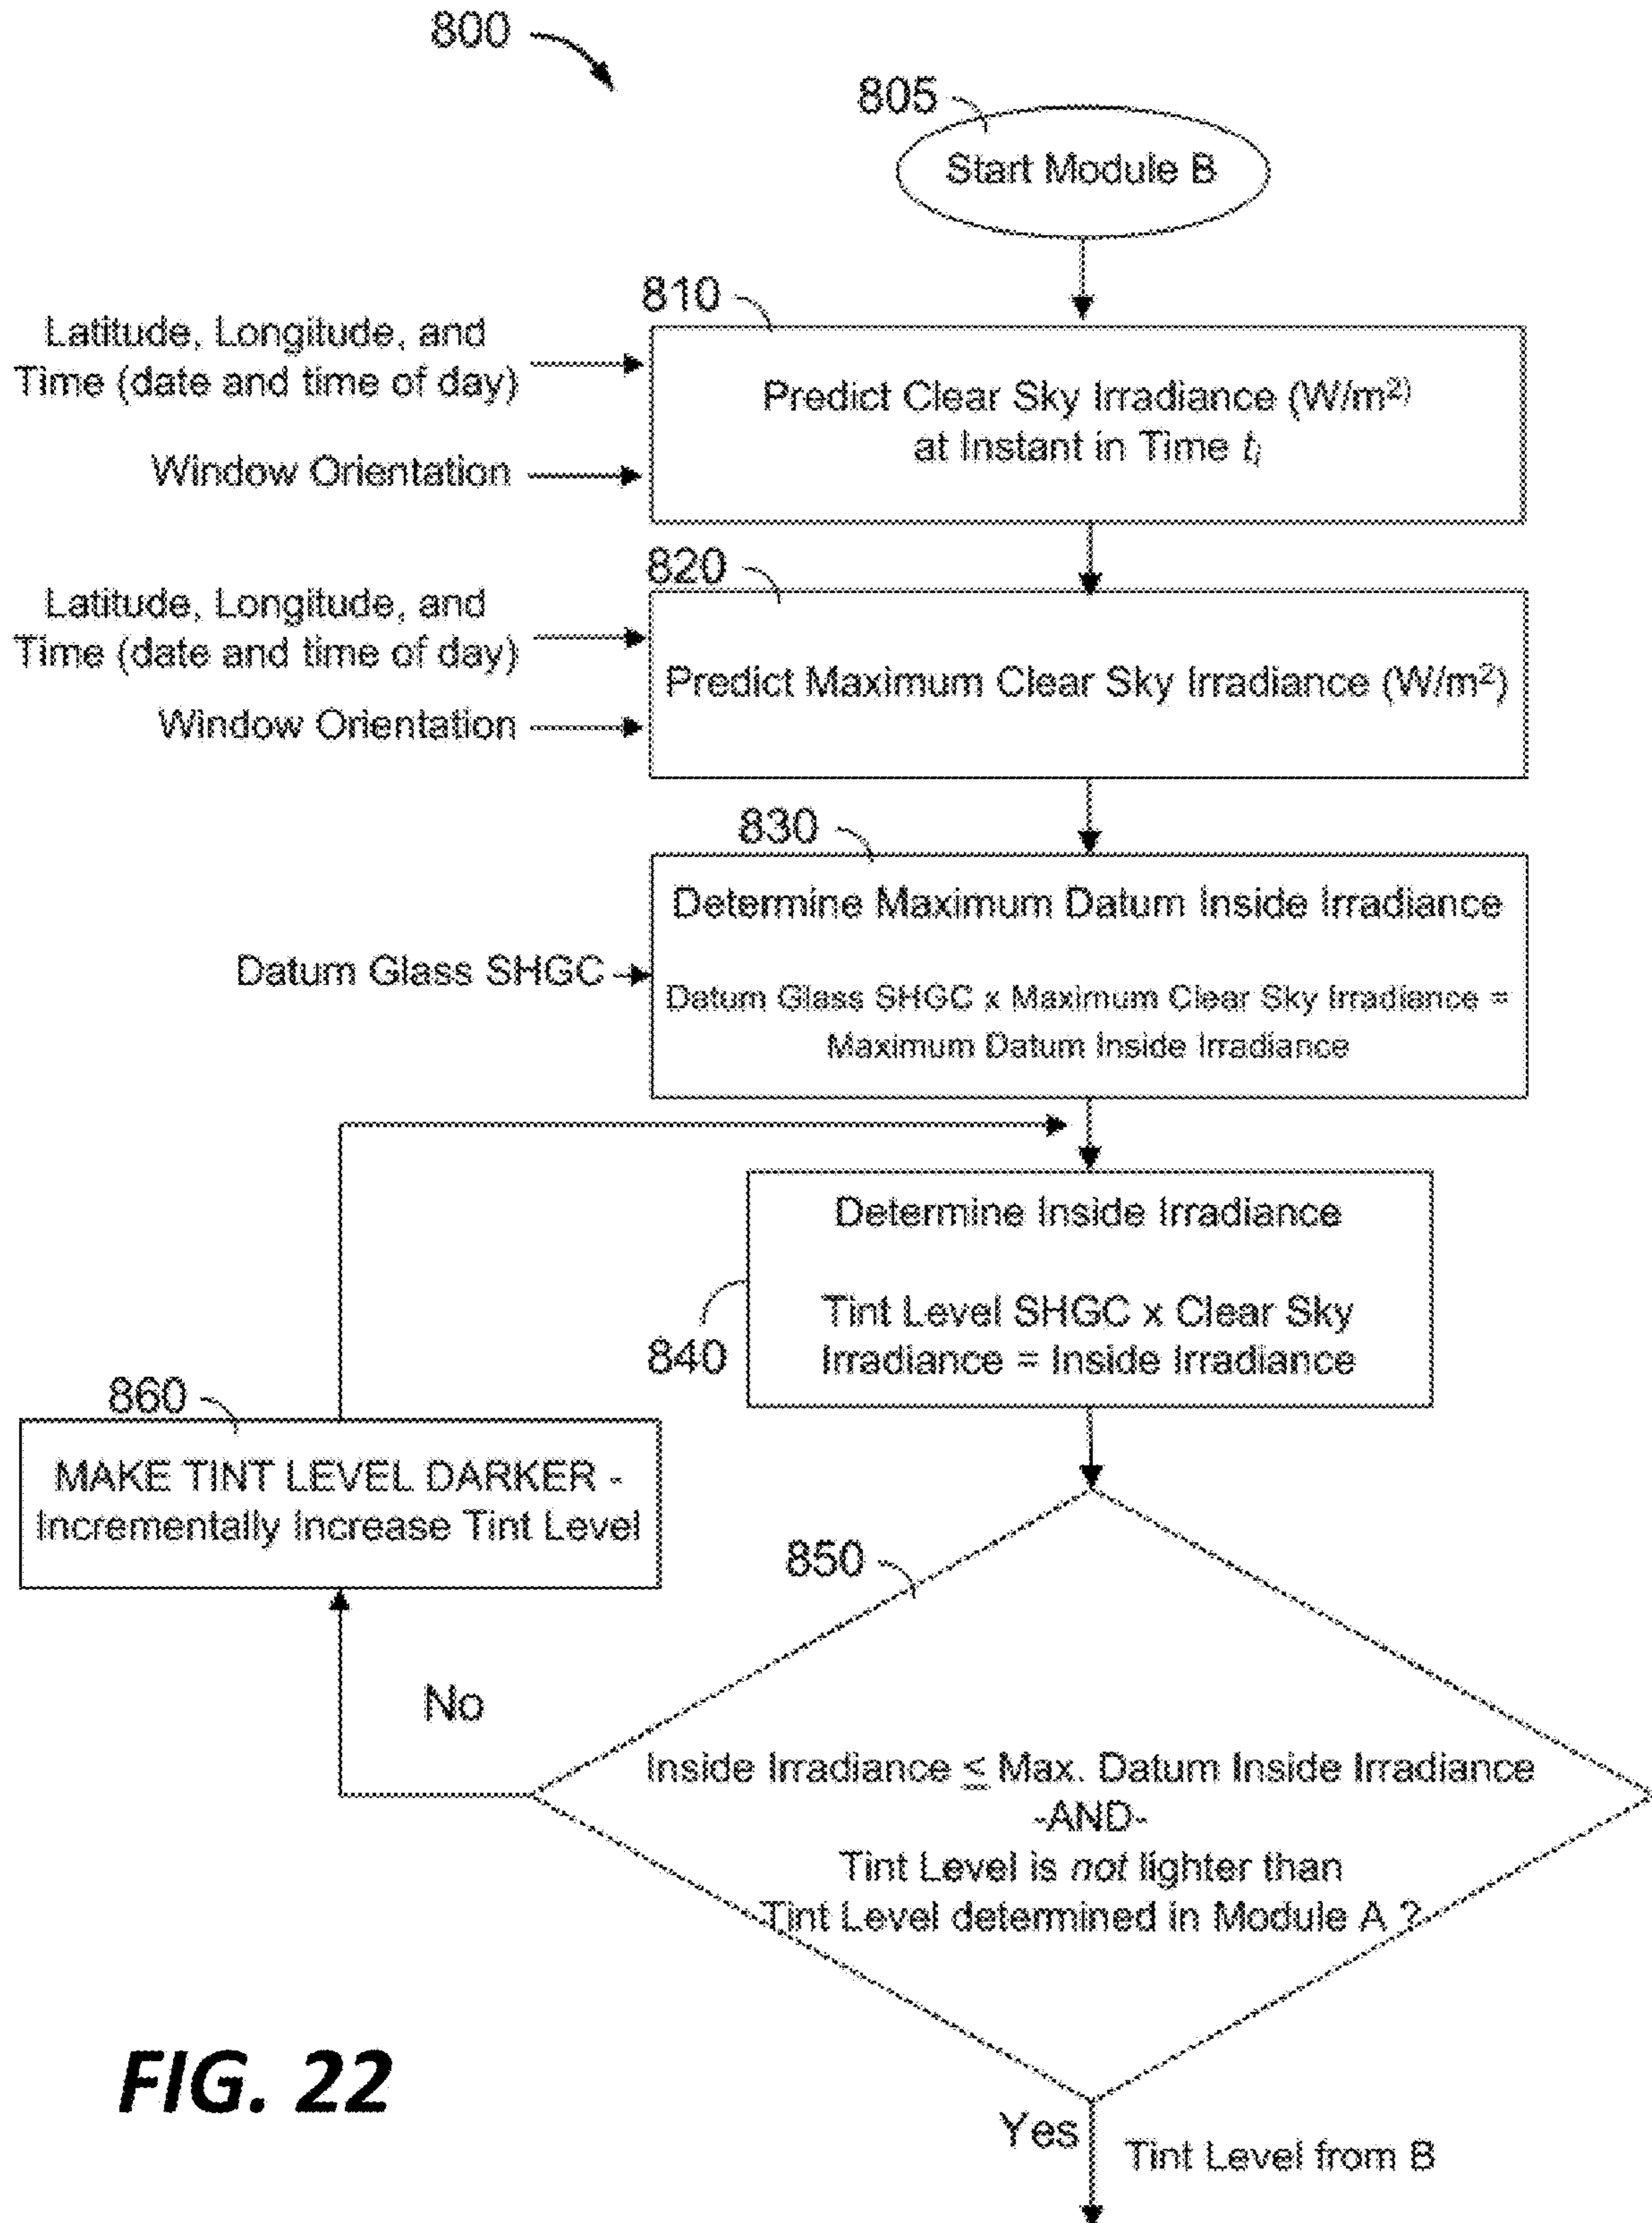 800
805
Start Module B
810
Latitude, Longitude, and
Time (date and time of day)
Window Orientation
Predict Clear Sky Irradiance (W/m²)
at Instant in Time tᵢ
820
Latitude, Longitude, and
Time (date and time of day)
Window Orientation
Predict Maximum Clear Sky Irradiance (W/m²)
830
Determine Maximum Datum Inside Irradiance
Datum Glass SHGC
Datum Glass SHGC x Maximum Clear Sky Irradiance =
Maximum Datum Inside Irradiance
Determine Inside Irradiance
Tint Level SHGC x Clear Sky
Irradiance = Inside Irradiance
840
860
MAKE TINT LEVEL DARKER -
Incrementally Increase Tint Level
850
No
Inside Irradiance ≤ Max. Datum Inside Irradiance
-AND-
Tint Level is not lighter than
Tint Level determined in Module A ?
FIG. 22
Yes
Tint Level from B